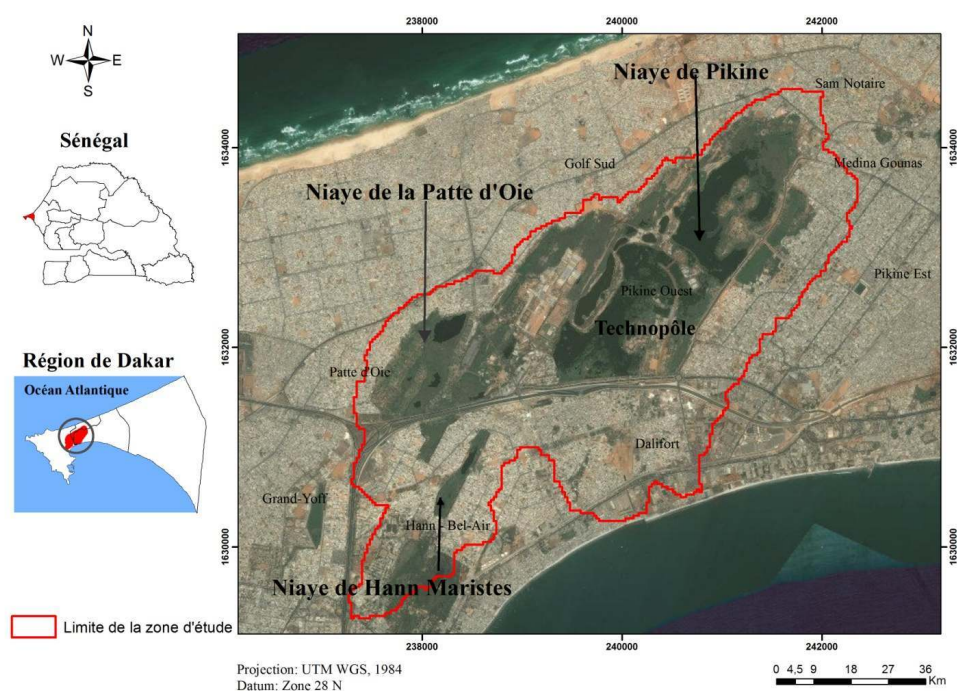 N
W E
S
Sénégal
Région de Dakar
Océan Atlantique
Limite de la zone d'étude
238000 240000 242000
1634000 1634000
1632000 1632000
1630000 1630000
Niaye de Pikine
Sam Notaire
Golf Sud
Medina Gounas
Niaye de la Patte d'Oie
Pikine Est
Pikine Ouest
Technopôle
Patte d'Oie
Dalifort
Grand-Yoff
Hann - Bel-Air
Niaye de Hann Maristes
238000 240000 242000
Projection: UTM WGS, 1984
Datum: Zone 28 N
0 4,5 9 18 27 36
Km